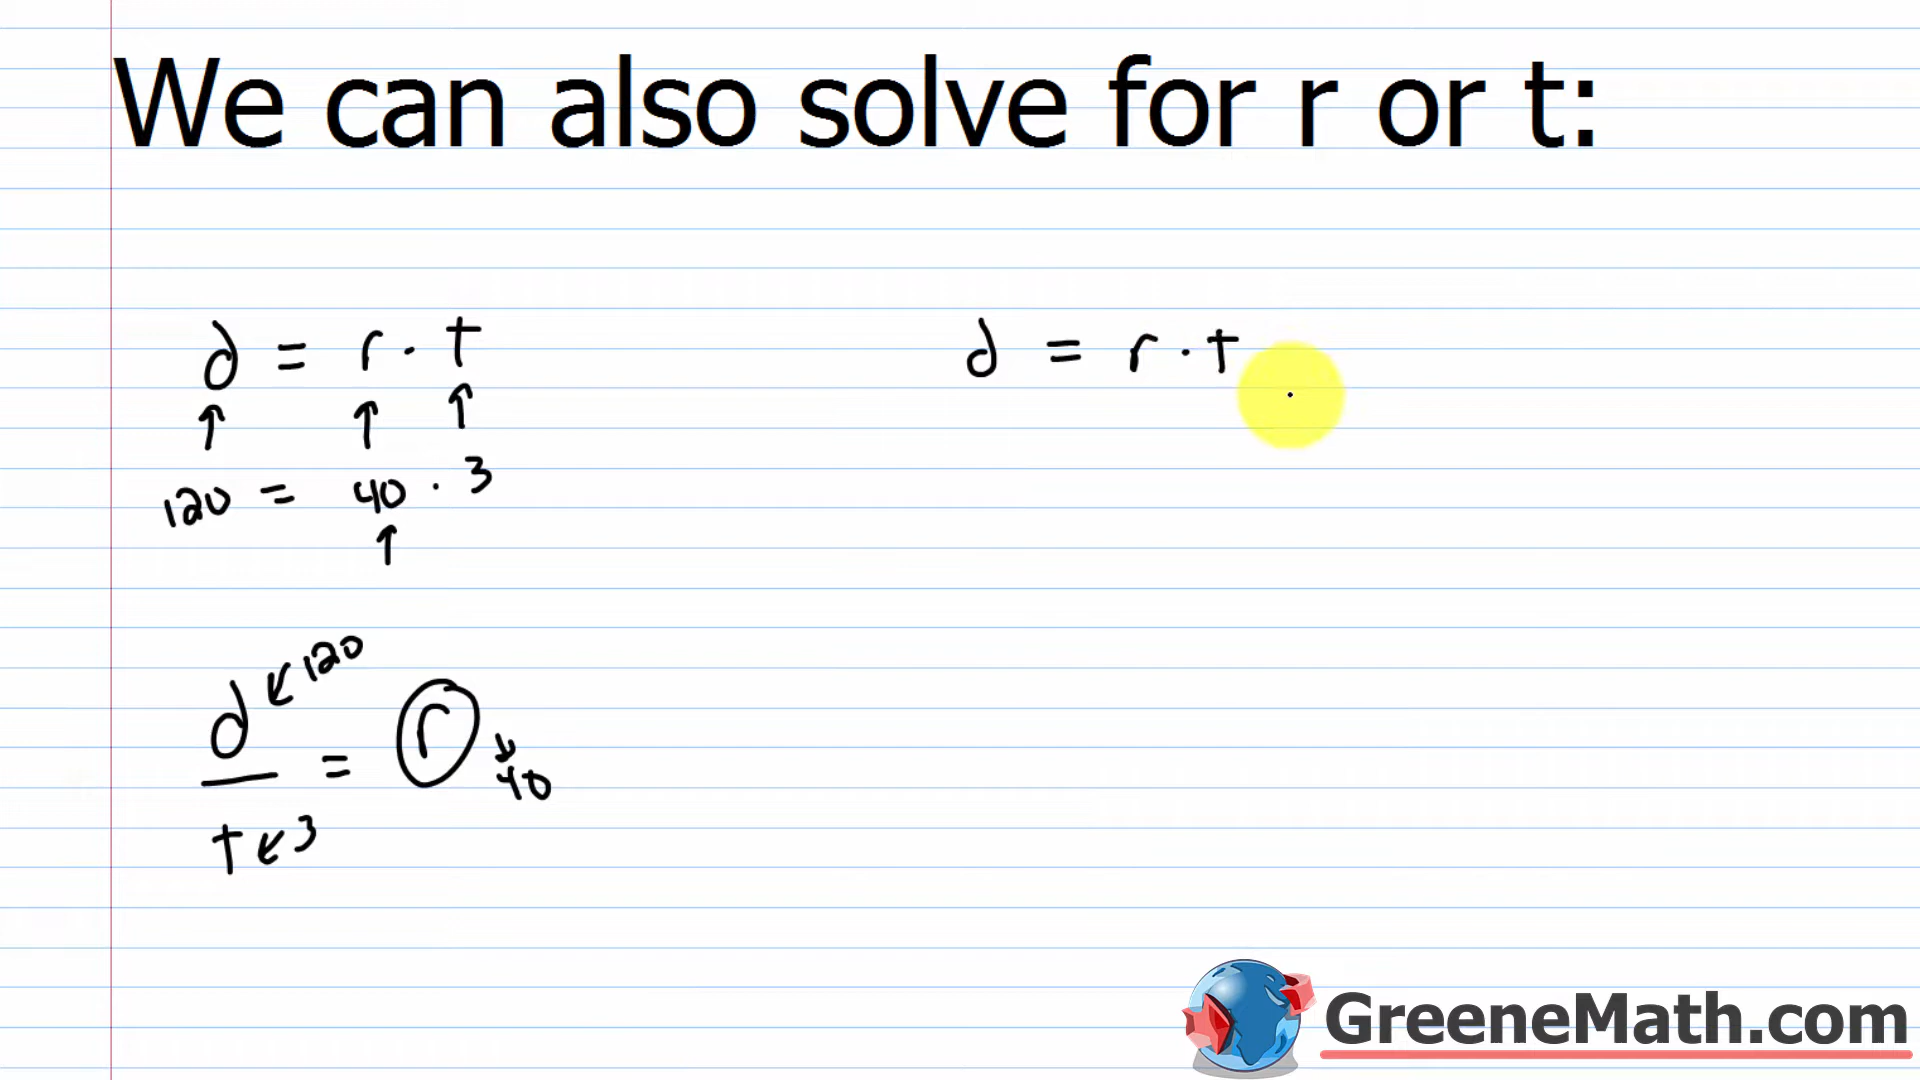 We can also solve for r or t:
d = r · t
120 = 40 · 3
d ↙ 120
— = r ↘ 40
t ↙ 3
d = r · t
GreeneMath.com